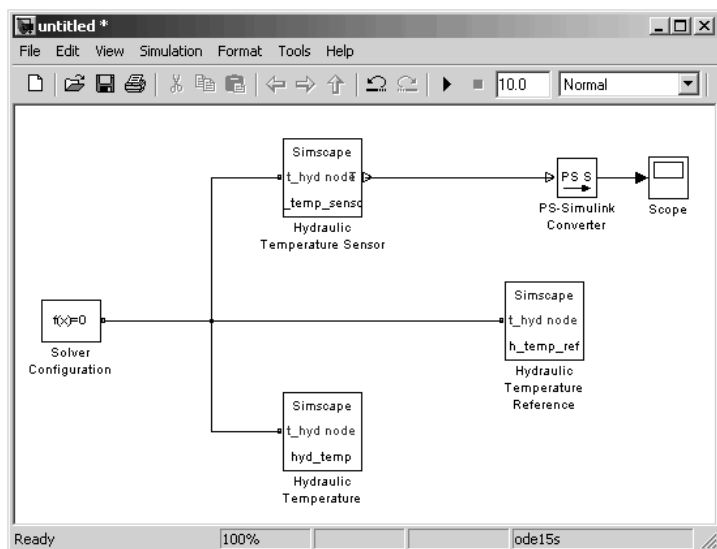 untitled *
File Edit View Simulation Format Tools Help
10.0 Normal
Simscape
t_hyd node
_temp_senso
Hydraulic
Temperature Sensor
PS S
PS-Simulink
Converter
Scope
f(x)=0
Solver
Configuration
Simscape
t_hyd node
h_temp_ref
Hydraulic
Temperature
Reference
Simscape
t_hyd node
hyd_temp
Hydraulic
Temperature
Ready 100% ode15s